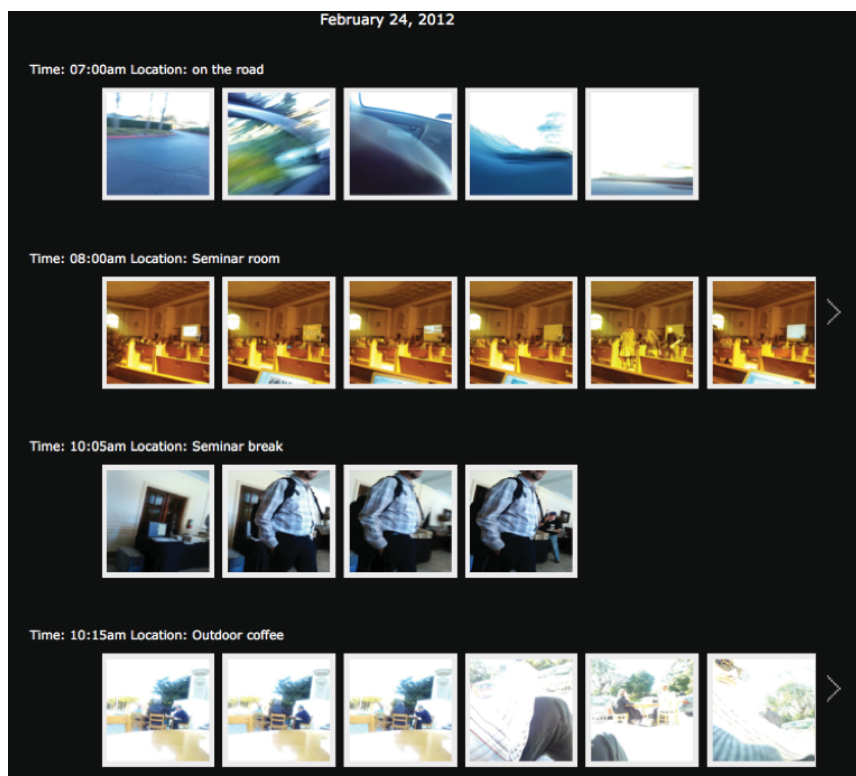 February 24, 2012
Time: 07:00am Location: on the road
Time: 08:00am Location: Seminar room
Time: 10:05am Location: Seminar break
Time: 10:15am Location: Outdoor coffee